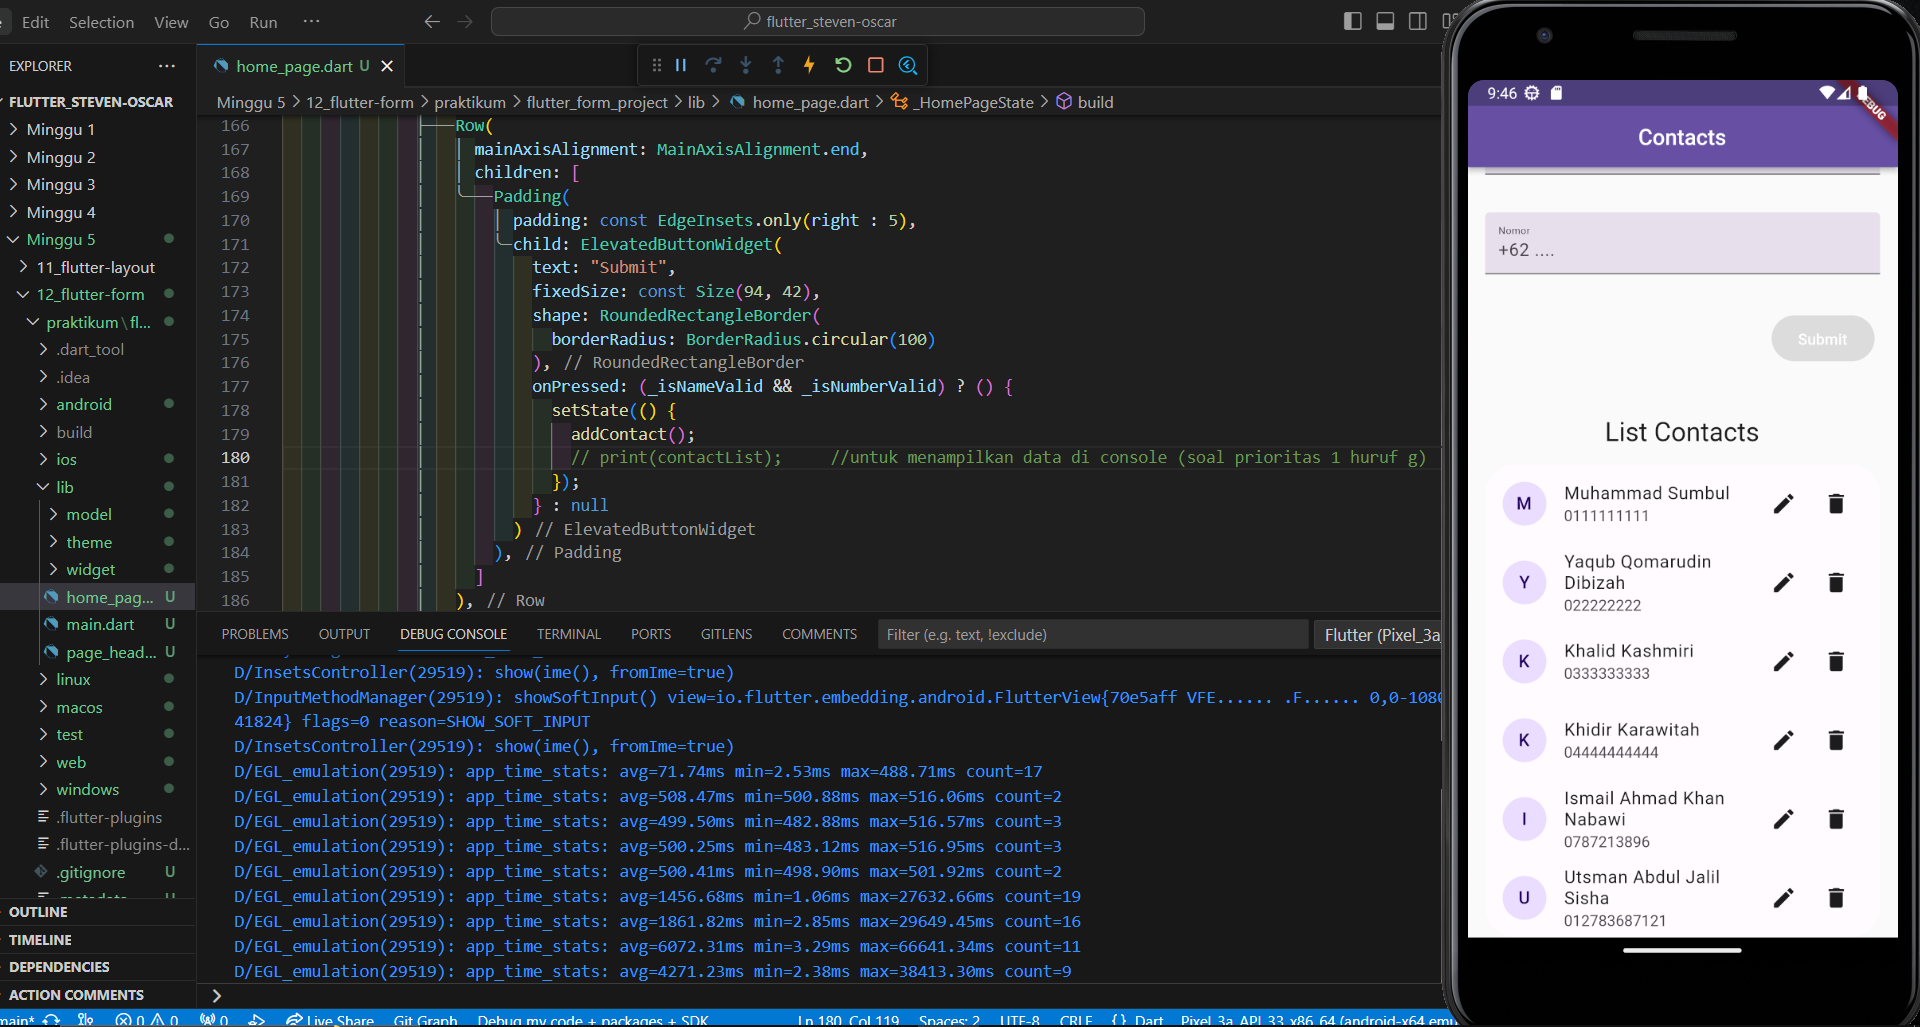 Edit Selection View Go Run ···
flutter_steven-oscar
EXPLORER ···
FLUTTER_STEVEN-OSCAR
Minggu 1
Minggu 2
Minggu 3
Minggu 4
Minggu 5
11_flutter-layout
12_flutter-form
praktikum\fl...
.dart_tool
.idea
android
build
ios
lib
model
theme
widget
home_pag... U
main.dart U
page_head... U
linux
macos
test
web
windows
.flutter-plugins
.flutter-plugins-d...
.gitignore U
OUTLINE
TIMELINE
DEPENDENCIES
ACTION COMMENTS
home_page.dart U
Minggu 5 > 12_flutter-form > praktikum > flutter_form_project > lib > home_page.dart > _HomePageState > build
166 Row(
167 mainAxisAlignment: MainAxisAlignment.end,
168 children: [
169 Padding(
170 padding: const EdgeInsets.only(right : 5),
171 child: ElevatedButtonWidget(
172 text: "Submit",
173 fixedSize: const Size(94, 42),
174 shape: RoundedRectangleBorder(
175 borderRadius: BorderRadius.circular(100)
176 ), // RoundedRectangleBorder
177 onPressed: (_isNameValid && _isNumberValid) ? () {
178 setState(() {
179 addContact();
180 // print(contactList); //untuk menampilkan data di console (soal prioritas 1 huruf g)
181 });
182 } : null
183 ) // ElevatedButtonWidget
184 ), // Padding
185 ]
186 ), // Row
PROBLEMS OUTPUT DEBUG CONSOLE TERMINAL PORTS GITLENS COMMENTS Filter (e.g. text, !exclude) Flutter (Pixel_3a
D/InsetsController(29519): show(ime(), fromIme=true)
D/InputMethodManager(29519): showSoftInput() view=io.flutter.embedding.android.FlutterView{70e5aff VFE...... .F...... 0,0-1080
41824} flags=0 reason=SHOW_SOFT_INPUT
D/InsetsController(29519): show(ime(), fromIme=true)
D/EGL_emulation(29519): app_time_stats: avg=71.74ms min=2.53ms max=488.71ms count=17
D/EGL_emulation(29519): app_time_stats: avg=508.47ms min=500.88ms max=516.06ms count=2
D/EGL_emulation(29519): app_time_stats: avg=499.50ms min=482.88ms max=516.57ms count=3
D/EGL_emulation(29519): app_time_stats: avg=500.25ms min=483.12ms max=516.95ms count=3
D/EGL_emulation(29519): app_time_stats: avg=500.41ms min=498.90ms max=501.92ms count=2
D/EGL_emulation(29519): app_time_stats: avg=1456.68ms min=1.06ms max=27632.66ms count=19
D/EGL_emulation(29519): app_time_stats: avg=1861.82ms min=2.85ms max=29649.45ms count=16
D/EGL_emulation(29519): app_time_stats: avg=6072.31ms min=3.29ms max=66641.34ms count=11
D/EGL_emulation(29519): app_time_stats: avg=4271.23ms min=2.38ms max=38413.30ms count=9
main* 0 0 0 Live Share Git Graph Debug my code + packages + SDK Ln 180, Col 119 Spaces: 2 UTF-8 CRLF {} Dart Pixel_3a_API_33_x86_64 (android-x64 emu
9:46
Contacts
Nomor
+62 ....
Submit
List Contacts
M
Muhammad Sumbul
0111111111
Y
Yaqub Qomarudin
Dibizah
022222222
K
Khalid Kashmiri
0333333333
K
Khidir Karawitah
04444444444
I
Ismail Ahmad Khan
Nabawi
0787213896
U
Utsman Abdul Jalil
Sisha
012783687121